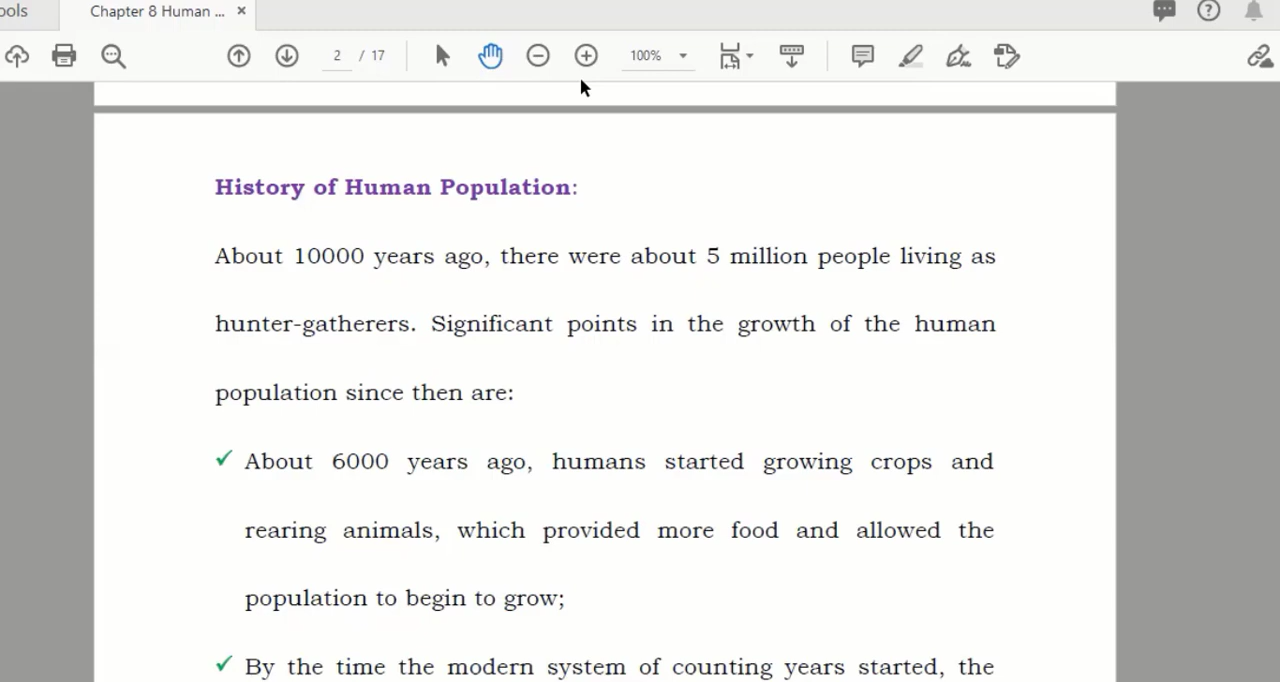 ools
Chapter 8 Human ... ×
2 / 17
100%
History of Human Population:
About 10000 years ago, there were about 5 million people living as
hunter-gatherers. Significant points in the growth of the human
population since then are:
✓ About 6000 years ago, humans started growing crops and
rearing animals, which provided more food and allowed the
population to begin to grow;
✓ By the time the modern system of counting years started, the